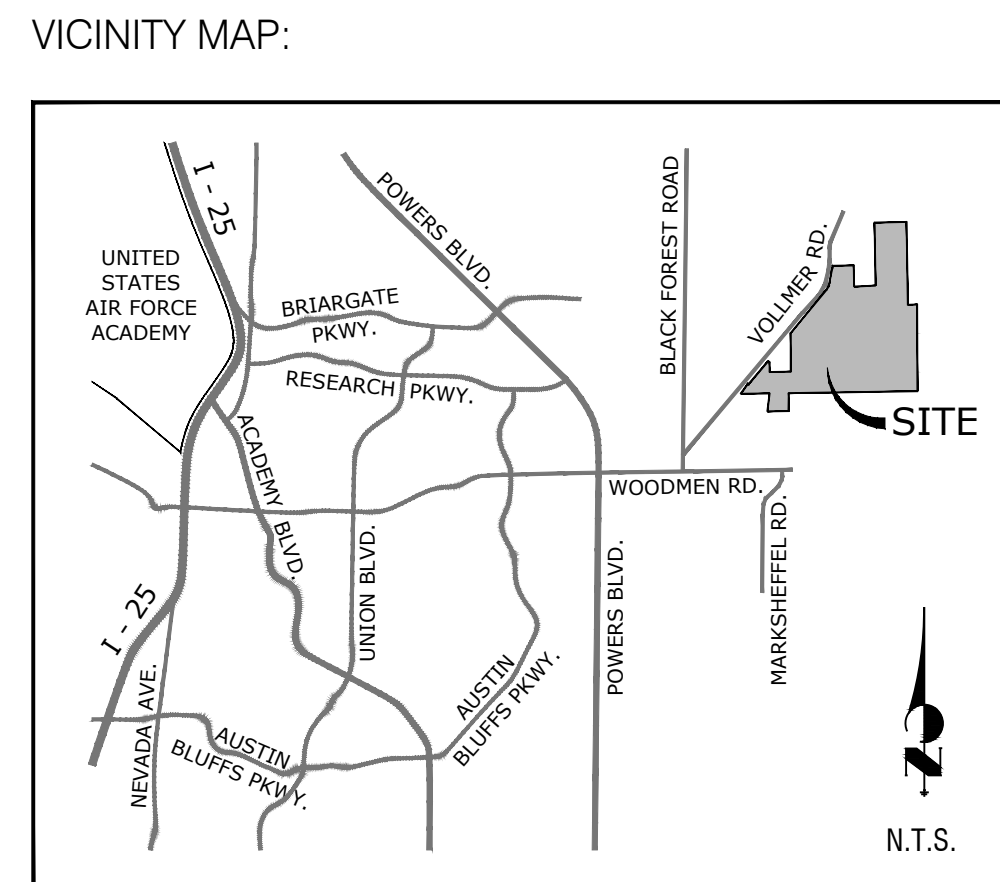 VICINITY MAP:
I - 25
POWERS BLVD.
BLACK FOREST ROAD
VOLLMER RD.
UNITED
STATES
AIR FORCE
ACADEMY
BRIARGATE
PKWY.
RESEARCH PKWY.
SITE
ACADEMY BLVD.
WOODMEN RD.
UNION BLVD.
POWERS BLVD.
MARKSHEFFEL RD.
I - 25
NEVADA AVE.
AUSTIN
BLUFFS PKWY.
AUSTIN
BLUFFS PKWY.
N
N.T.S.